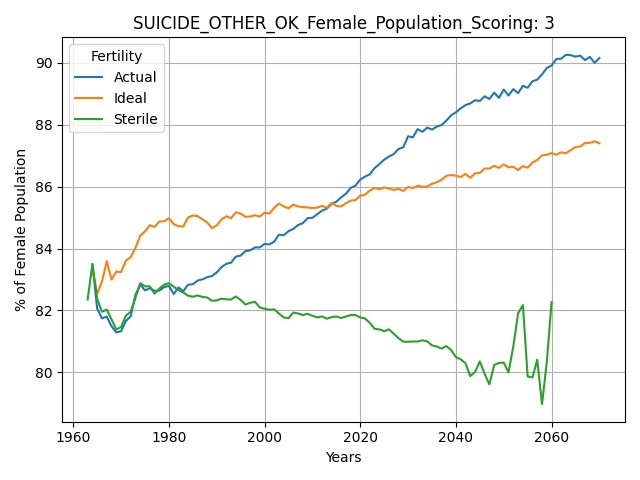 SUICIDE_OTHER_OK_Female_Population_Scoring: 3
Fertility
Actual
Ideal
Sterile
% of Female Population
90
88
86
84
82
80
1960
1980
2000
2020
2040
2060
Years